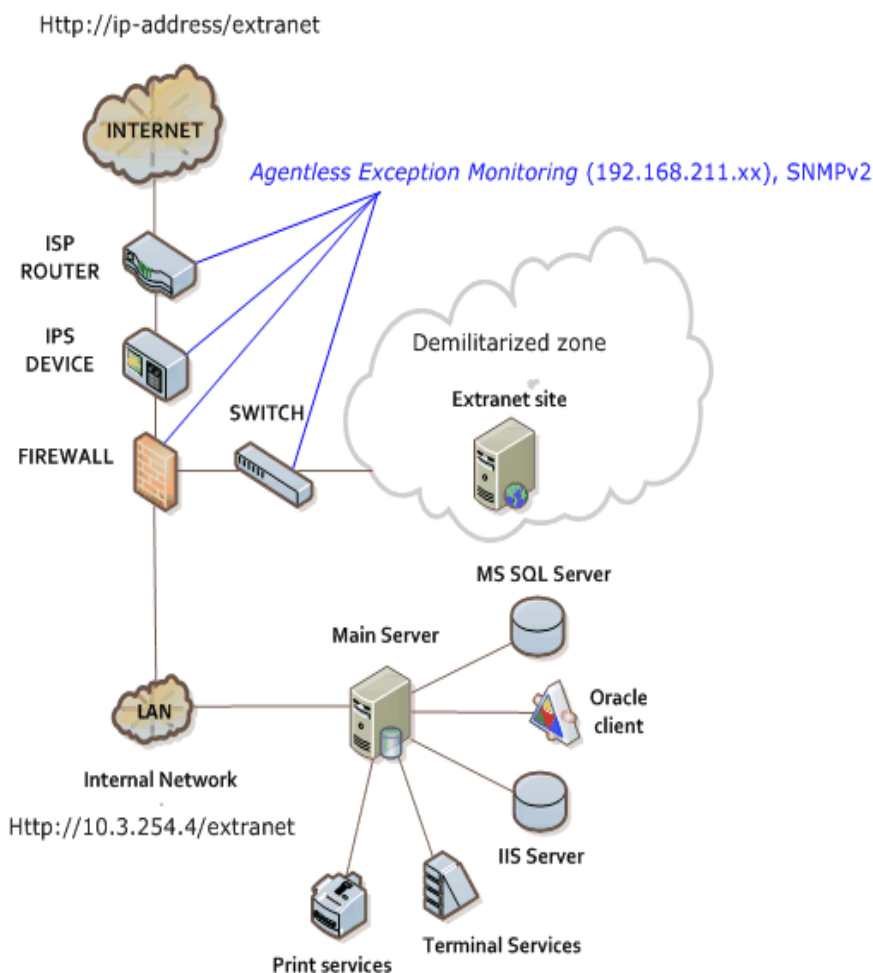 Http://ip-address/extranet
INTERNET
Agentless Exception Monitoring (192.168.211.xx), SNMPv2
ISP
ROUTER
IPS
DEVICE
Demilitarized zone
Extranet site
SWITCH
FIREWALL
MS SQL Server
Main Server
Oracle
client
LAN
Internal Network
Http://10.3.254.4/extranet
IIS Server
Terminal Services
Print services